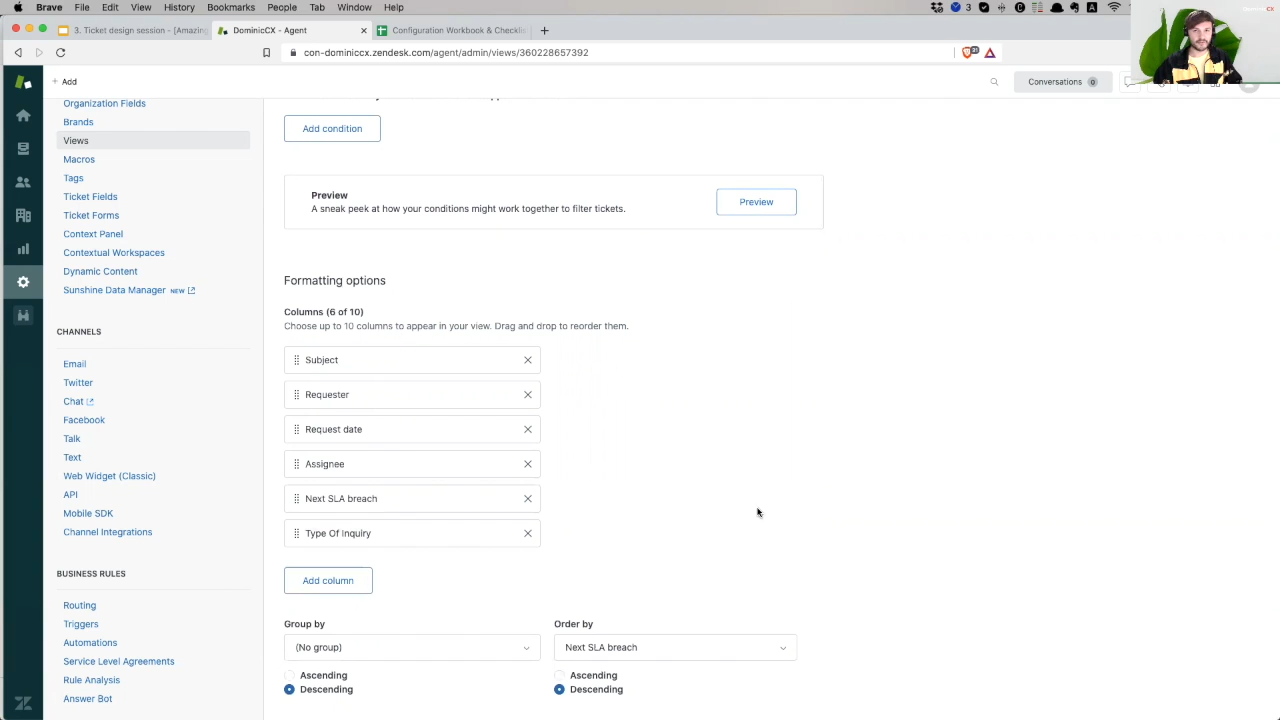 Brave File Edit View History Bookmarks People Tab Window Help
3. Ticket design session - [Amazing
DominicCX - Agent
Configuration Workbook & Checkl
con-dominiccx.zendesk.com/agent/admin/views/360228657392
+ Add
Conversations 0
Organization Fields
Brands
Views
Macros
Tags
Ticket Fields
Ticket Forms
Context Panel
Contextual Workspaces
Dynamic Content
Sunshine Data Manager NEW
CHANNELS
Email
Twitter
Chat
Facebook
Talk
Text
Web Widget (Classic)
API
Mobile SDK
Channel Integrations
BUSINESS RULES
Routing
Triggers
Automations
Service Level Agreements
Rule Analysis
Answer Bot
Add condition
Preview
A sneak peek at how your conditions might work together to filter tickets.
Preview
Formatting options
Columns (6 of 10)
Choose up to 10 columns to appear in your view. Drag and drop to reorder them.
Subject
Requester
Request date
Assignee
Next SLA breach
Type Of Inquiry
Add column
Group by
(No group)
Ascending
Descending
Order by
Next SLA breach
Ascending
Descending